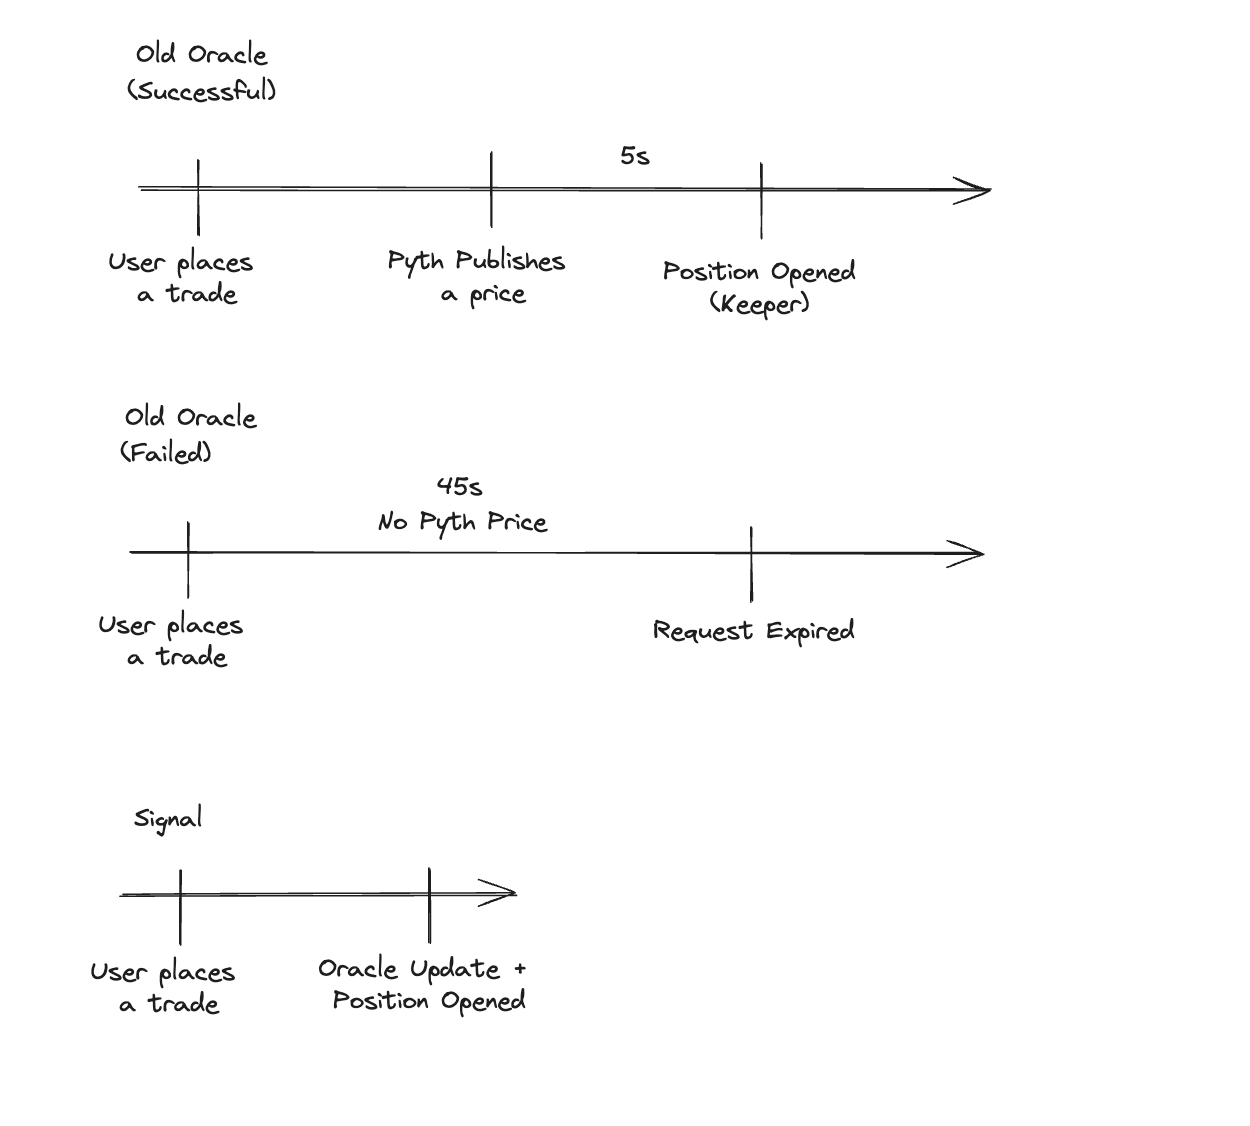 Old Oracle
(Successful)
5s
User places
a trade
Pyth Publishes
a price
Position Opened
(Keeper)
Old Oracle
(Failed)
45s
No Pyth Price
User places
a trade
Request Expired
Signal
User places
a trade
Oracle Update +
Position Opened